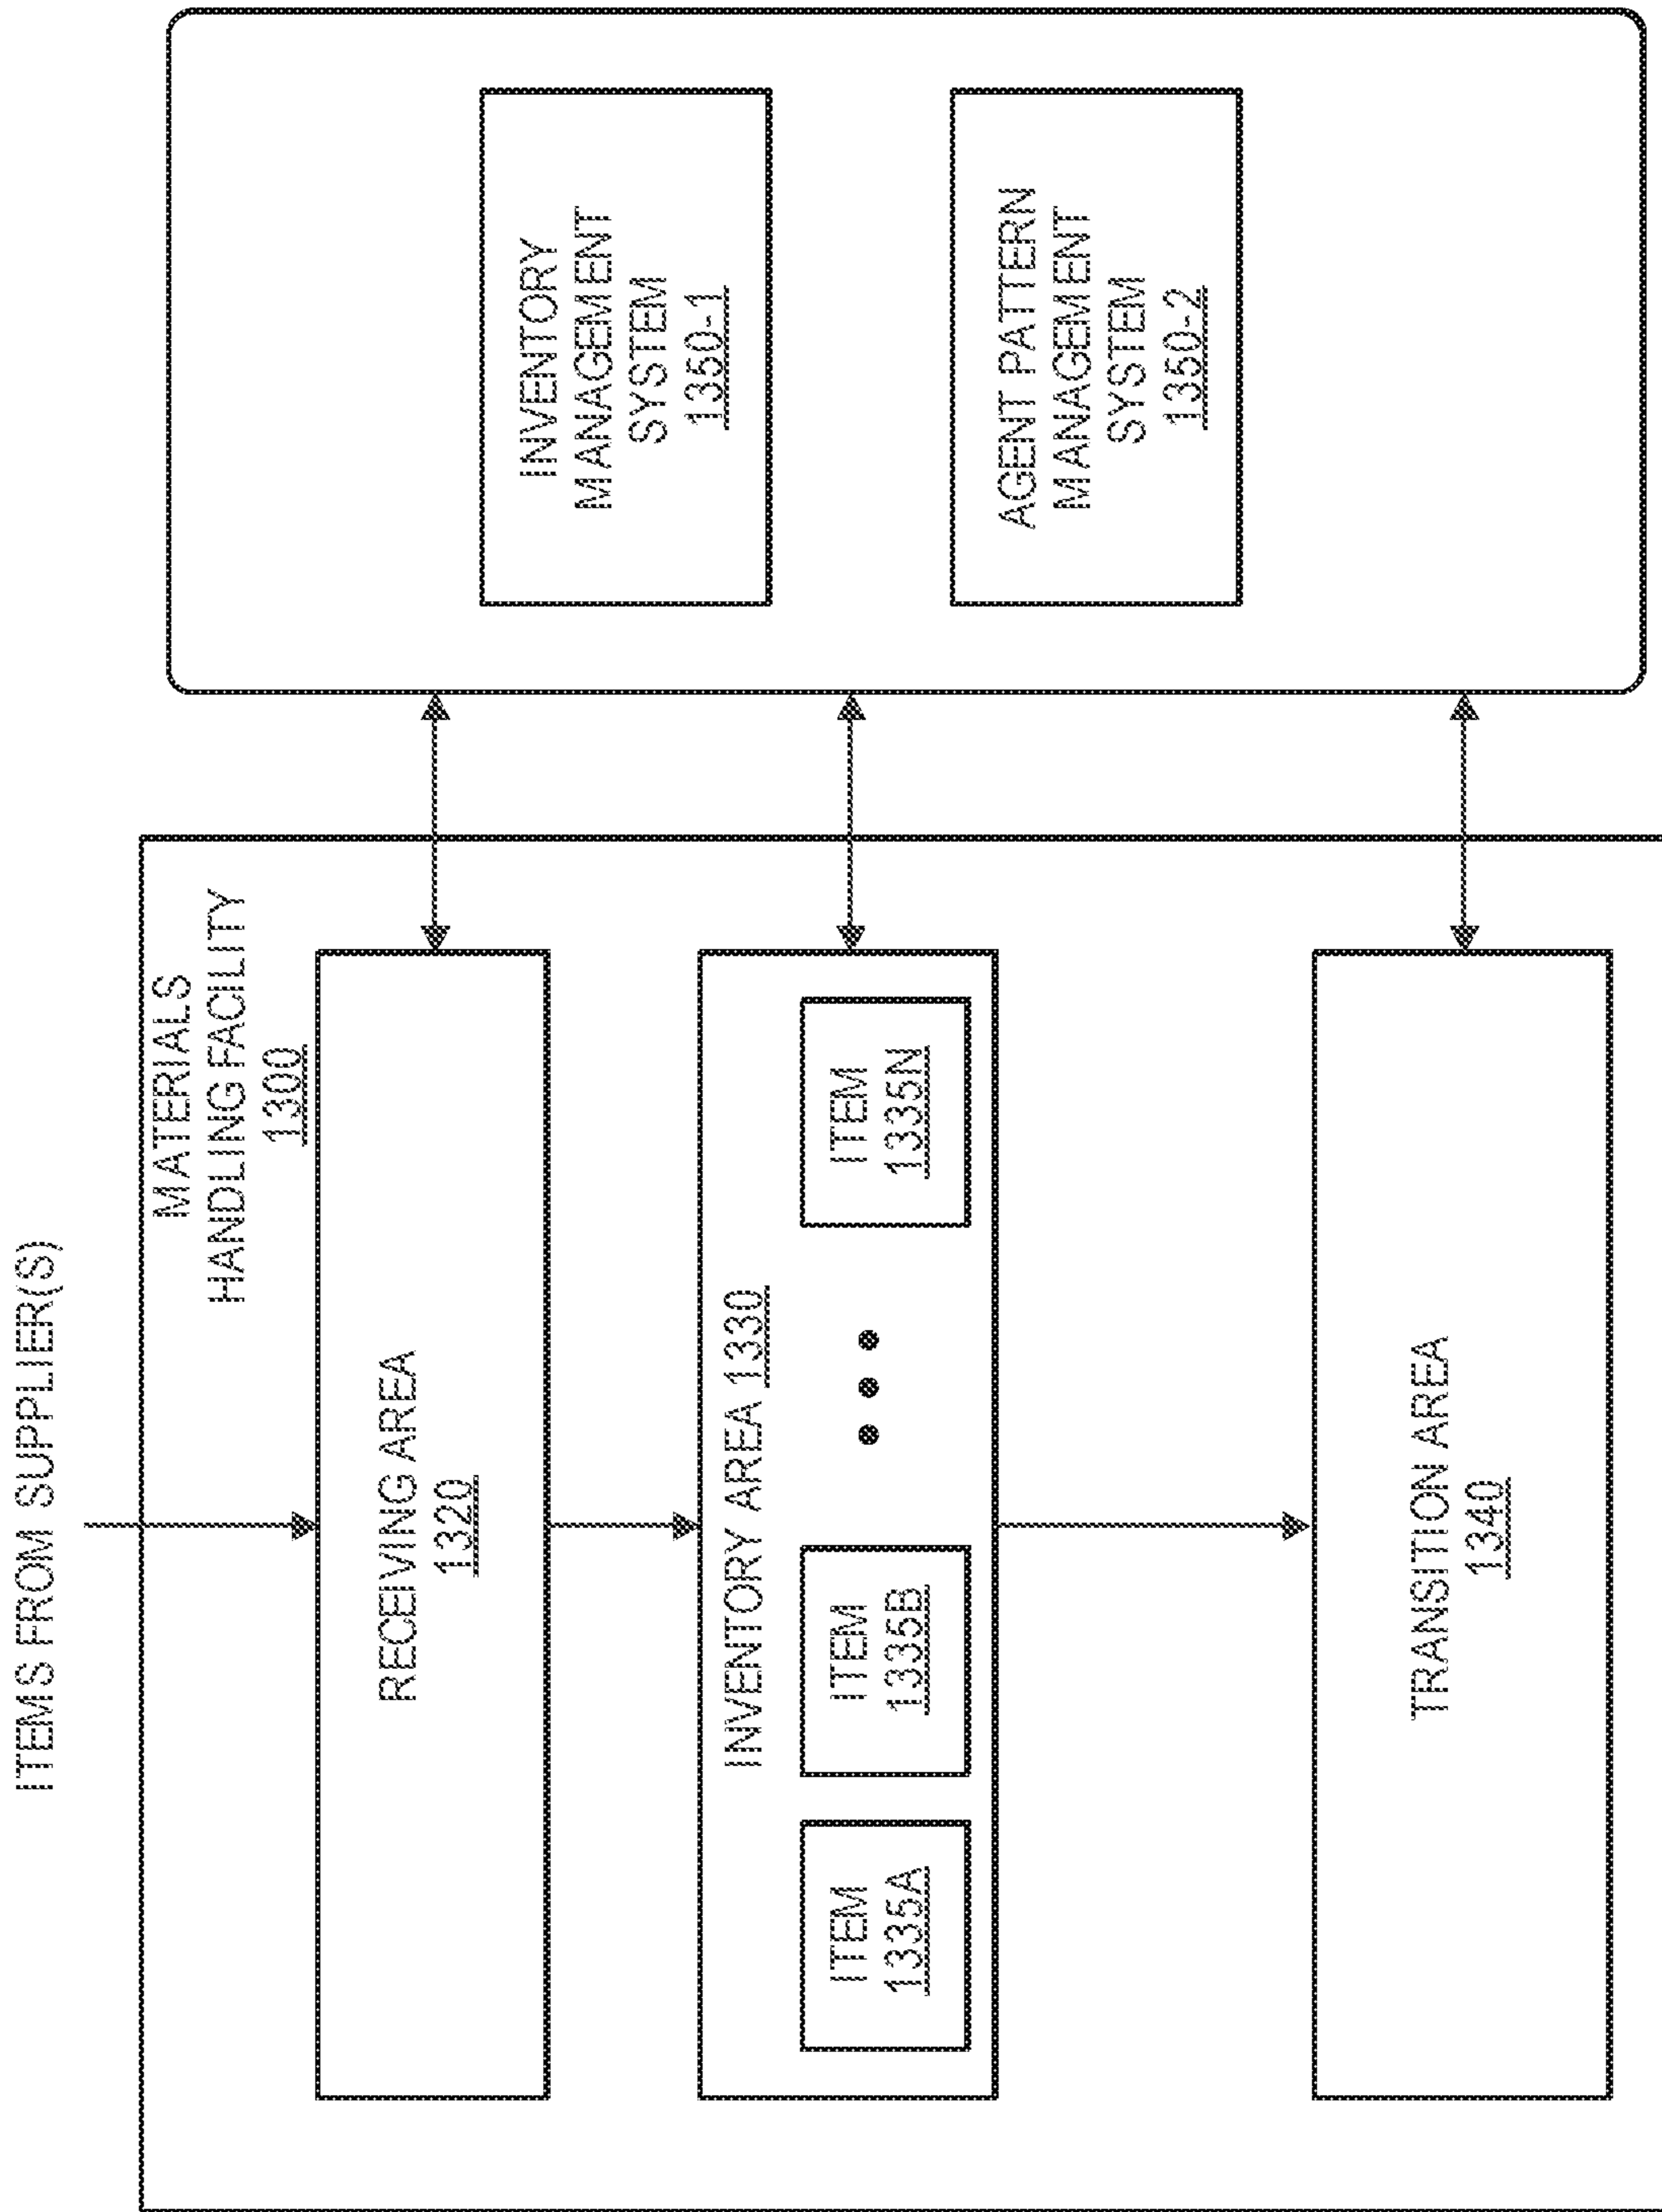 ITEMS FROM SUPPLIER(S)
MATERIALS
HANDLING FACILITY
1300
RECEIVING AREA
1320
INVENTORY AREA 1330
ITEM
1335A
ITEM
1335B
ITEM
1335N
TRANSITION AREA
1340
INVENTORY
MANAGEMENT
SYSTEM
1350-1
AGENT PATTERN
MANAGEMENT
SYSTEM
1350-2